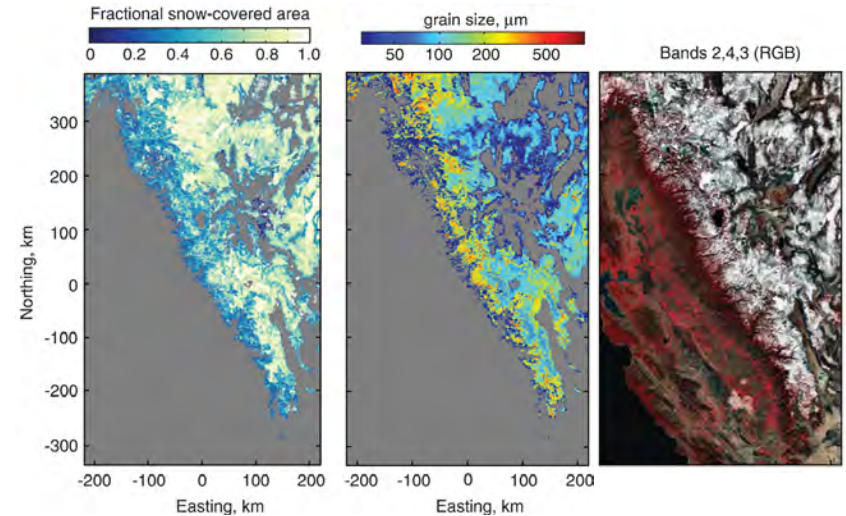 Fractional snow-covered area
0 0.2 0.4 0.6 0.8 1.0
grain size, μm
50 100 200 500
Bands 2,4,3 (RGB)
Northing, km
300
200
100
0
-100
-200
-300
-200 -100 0 100 200
Easting, km
-200 -100 0 100 200
Easting, km